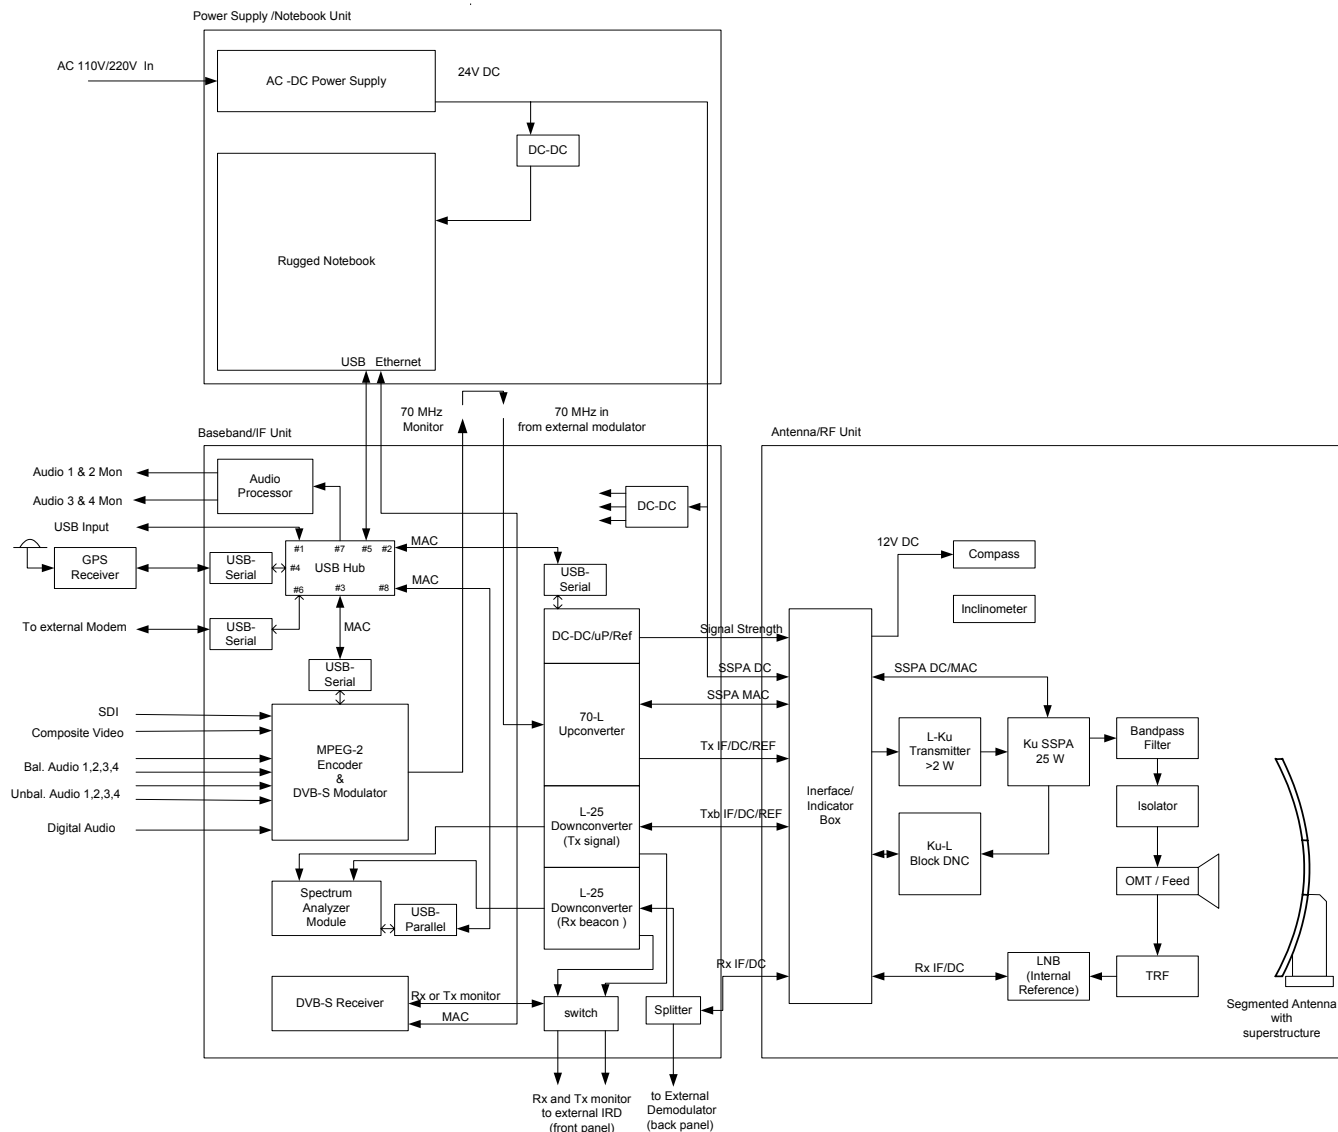 Power Supply /Notebook Unit
AC 110V/220V In
AC -DC Power Supply
24V DC
DC-DC
Rugged Notebook
USB Ethernet
70 MHz
Monitor
70 MHz in
from external modulator
Baseband/IF Unit
Antenna/RF Unit
Audio 1 & 2 Mon
Audio 3 & 4 Mon
Audio
Processor
DC-DC
USB Input
GPS
Receiver
USB-
Serial
#1 #7 #5 #2
#4 USB Hub
#6 #3 #8
MAC
MAC
USB-
Serial
12V DC
Compass
Inclinometer
To external Modem
USB-
Serial
MAC
USB-
Serial
DC-DC/uP/Ref
Signal Strength
SSPA DC
SSPA MAC
SSPA DC/MAC
SDI
Composite Video
Bal. Audio 1,2,3,4
Unbal. Audio 1,2,3,4
Digital Audio
MPEG-2
Encoder
&
DVB-S Modulator
70-L
Upconverter
Tx IF/DC/REF
L-Ku
Transmitter
>2 W
Ku SSPA
25 W
Bandpass
Filter
Isolator
Inerface/
Indicator
Box
L-25
Downconverter
(Tx signal)
Txb IF/DC/REF
Ku-L
Block DNC
OMT / Feed
Spectrum
Analyzer
Module
USB-
Parallel
L-25
Downconverter
(Rx beacon )
Rx IF/DC
Rx IF/DC
LNB
(Internal
Reference)
TRF
DVB-S Receiver
Rx or Tx monitor
MAC
switch
Splitter
Segmented Antenna
with
superstructure
Rx and Tx monitor
to external IRD
(front panel)
to External
Demodulator
(back panel)